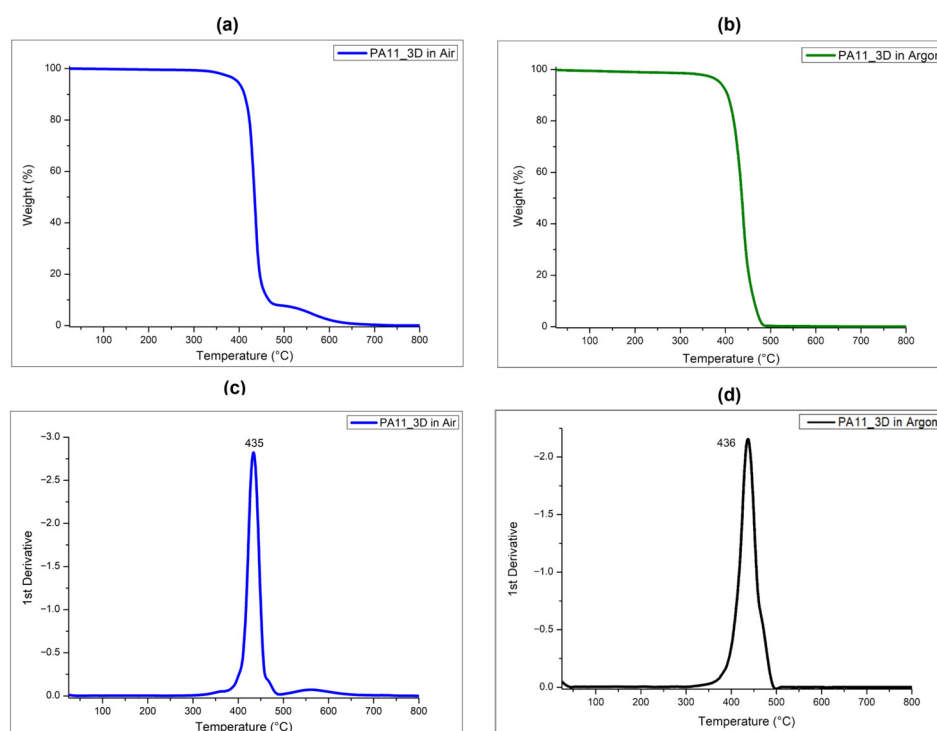 (a)
PA11_3D in Air
100
80
60
40
20
0
Weight (%)
100 200 300 400 500 600 700 800
Temperature (°C)
(b)
PA11_3D in Argon
100
80
60
40
20
0
Weight (%)
100 200 300 400 500 600 700 800
Temperature (°C)
(c)
PA11_3D in Air
−3.0
−2.5
−2.0
−1.5
−1.0
−0.5
0.0
435
1st Derivative
100 200 300 400 500 600 700 800
Temperature (°C)
(d)
PA11_3D in Argon
−2.0
−1.5
−1.0
−0.5
0.0
436
1st Derivative
100 200 300 400 500 600 700 800
Temperature (°C)